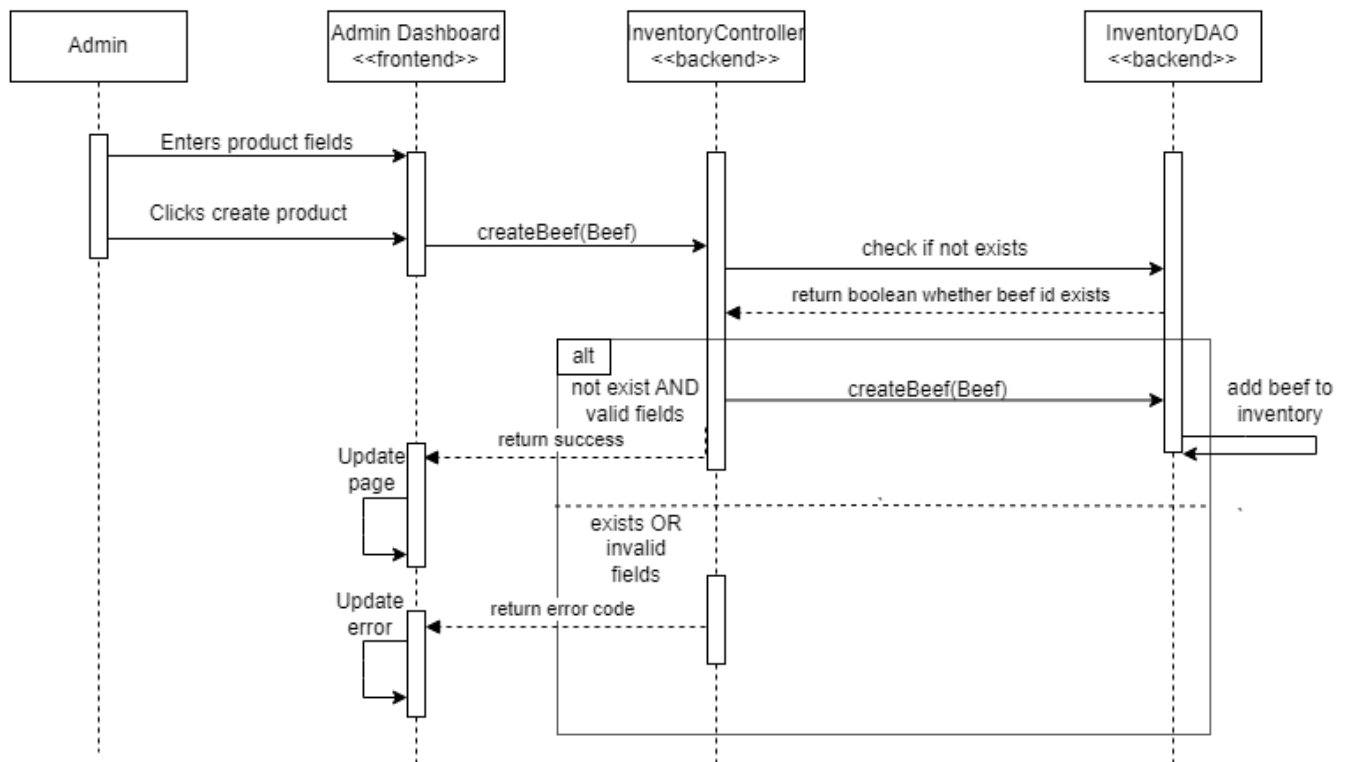 Admin
Admin Dashboard
<<frontend>>
InventoryController
<<backend>>
InventoryDAO
<<backend>>
Enters product fields
Clicks create product
createBeef(Beef)
check if not exists
return boolean whether beef id exists
alt
not exist AND
valid fields
createBeef(Beef)
add beef to
inventory
return success
Update
page
exists OR
invalid
fields
return error code
Update
error